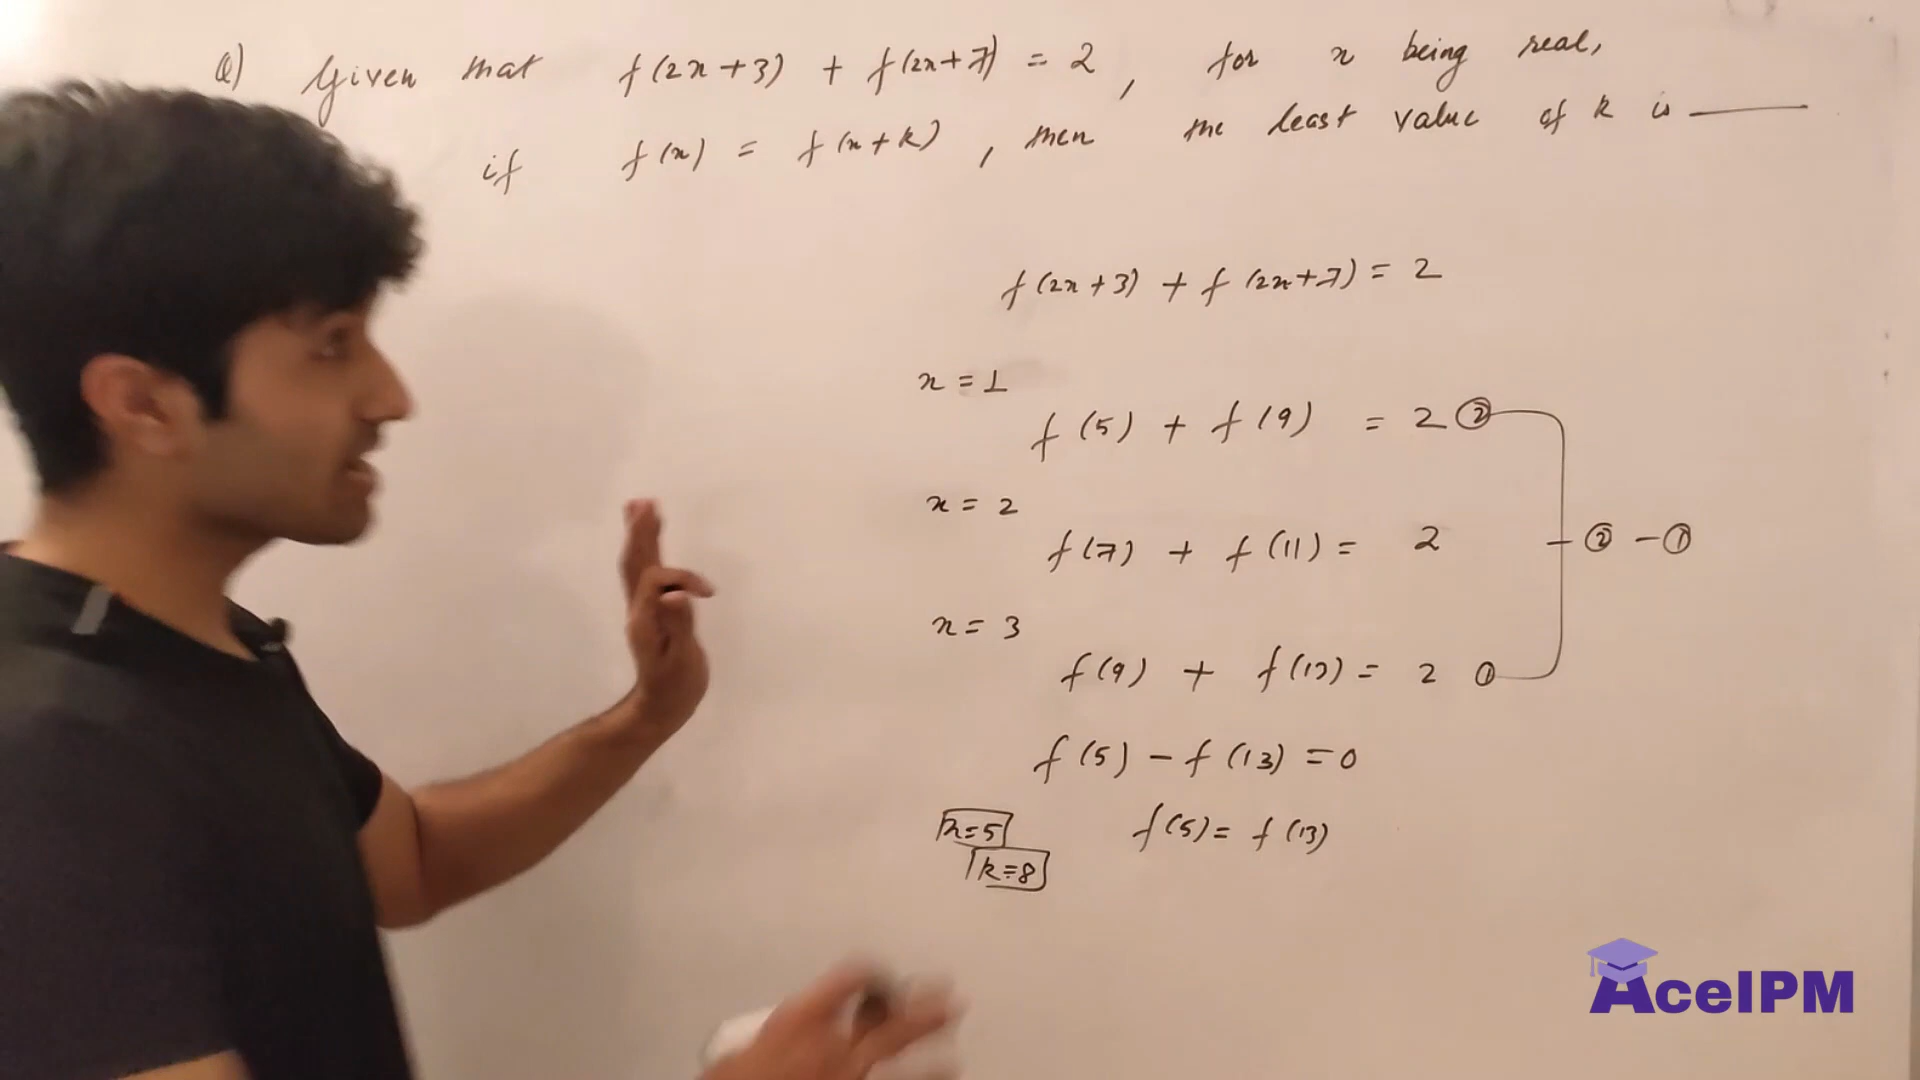 Q) Given that f(2x+3) + f(2x+7) = 2, for x being real,
if f(x) = f(x+k), then the least value of k is ____
f(2x+3) + f(2x+7) = 2
x = 1
f(5) + f(9) = 2 ②
x = 2
f(7) + f(11) = 2
② - ①
x = 3
f(9) + f(13) = 2 ①
f(5) - f(13) = 0
x=5
f(5) = f(13)
k=8
AceIPM